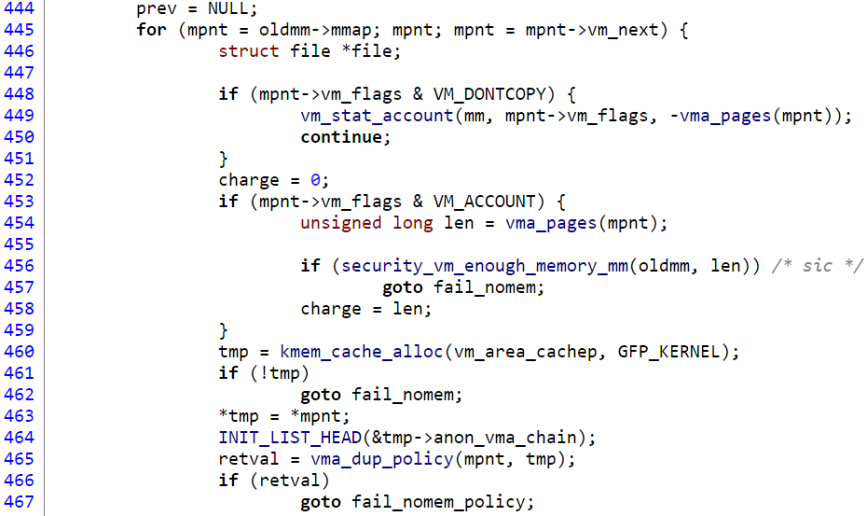 444 prev = NULL;
445 for (mpnt = oldmm->mmap; mpnt; mpnt = mpnt->vm_next) {
446 struct file *file;
447
448 if (mpnt->vm_flags & VM_DONTCOPY) {
449 vm_stat_account(mm, mpnt->vm_flags, -vma_pages(mpnt));
450 continue;
451 }
452 charge = 0;
453 if (mpnt->vm_flags & VM_ACCOUNT) {
454 unsigned long len = vma_pages(mpnt);
455
456 if (security_vm_enough_memory_mm(oldmm, len)) /* sic */
457 goto fail_nomem;
458 charge = len;
459 }
460 tmp = kmem_cache_alloc(vm_area_cachep, GFP_KERNEL);
461 if (!tmp)
462 goto fail_nomem;
463 *tmp = *mpnt;
464 INIT_LIST_HEAD(&tmp->anon_vma_chain);
465 retval = vma_dup_policy(mpnt, tmp);
466 if (retval)
467 goto fail_nomem_policy;